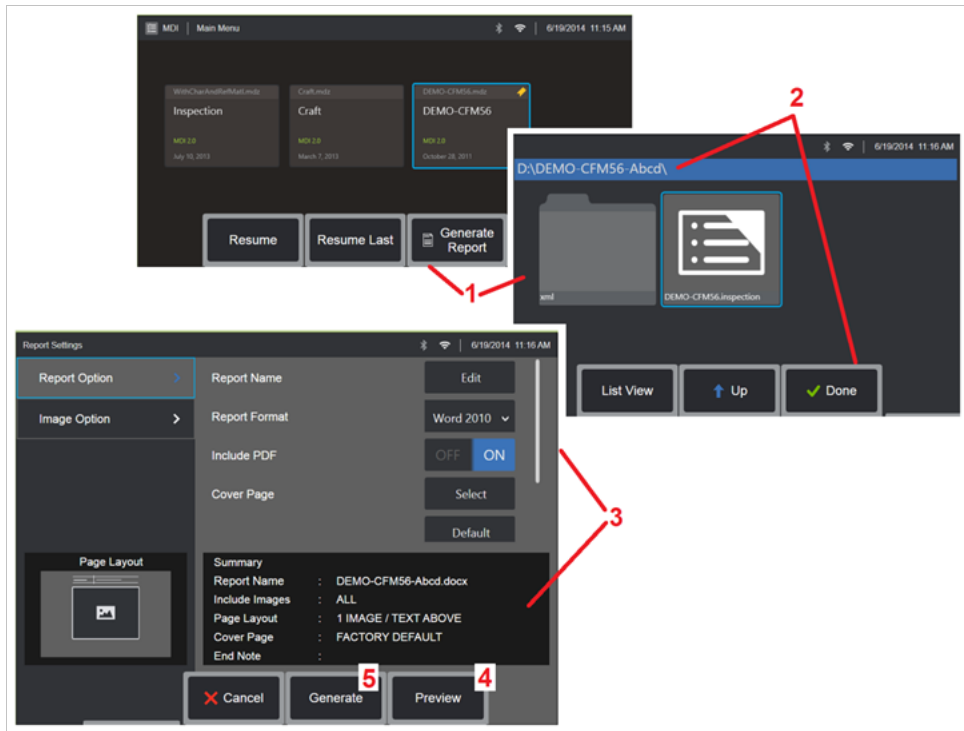 MDI | Main Menu
6/19/2014 11:15 AM
WithCharAndRefMatl.mdz
Inspection
MDI 2.0
July 10, 2013
Craft.mdz
Craft
MDI 2.0
March 7, 2013
DEMO-CFM56.mdz
DEMO-CFM56
MDI 2.0
October 28, 2011
Resume
Resume Last
Generate
Report
1
2
6/19/2014 11:16 AM
D:\DEMO-CFM56-Abcd\
xml
DEMO-CFM56.inspection
List View
Up
Done
Report Settings
6/19/2014 11:16 AM
Report Option
Image Option
Report Name
Edit
Report Format
Word 2010
Include PDF
OFF ON
Cover Page
Select
Default
3
Page Layout
Summary
Report Name : DEMO-CFM56-Abcd.docx
Include Images : ALL
Page Layout : 1 IMAGE / TEXT ABOVE
Cover Page : FACTORY DEFAULT
End Note :
Cancel
Generate
5
Preview
4